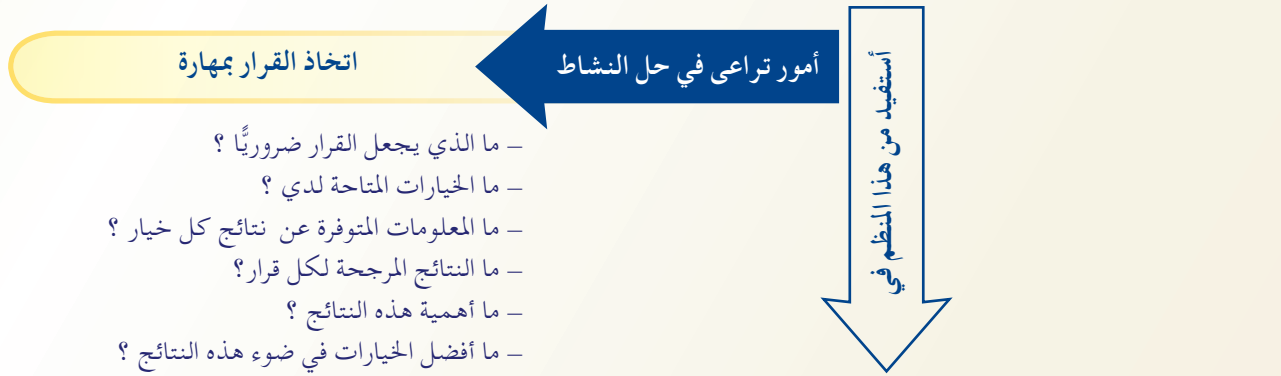 أستفيد من هذا المنظم في
أمور تراعى في حل النشاط
اتخاذ القرار بمهارة
– ما الذي يجعل القرار ضروريًّا ؟
– ما الخيارات المتاحة لدي ؟
– ما المعلومات المتوفرة عن نتائج كل خيار ؟
– ما النتائج المرجحة لكل قرار؟
– ما أهمية هذه النتائج ؟
– ما أفضل الخيارات في ضوء هذه النتائج ؟